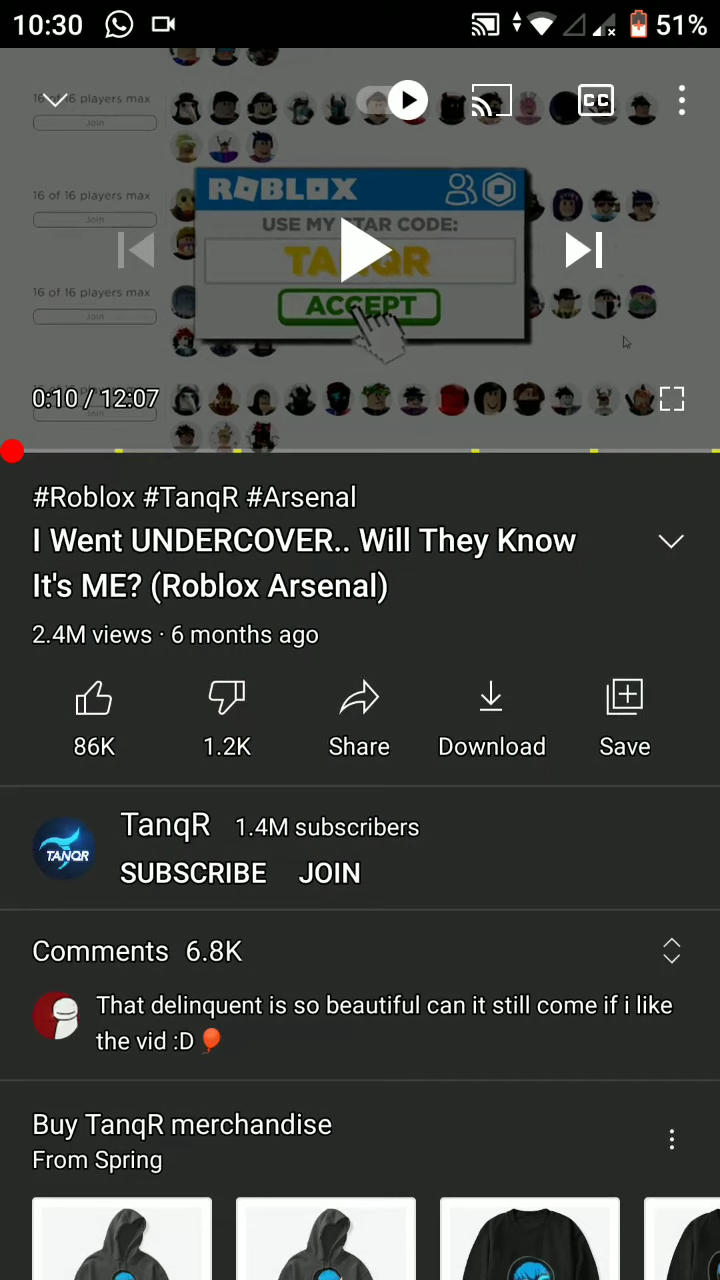 10:30
51%
16 of 16 players max
Join
CC
16 of 16 players max
Join
ROBLOX
USE MY STAR CODE:
TANQR
ACCEPT
16 of 16 players max
Join
0:10 / 12:07
#Roblox #TanqR #Arsenal
I Went UNDERCOVER.. Will They Know
It's ME? (Roblox Arsenal)
2.4M views · 6 months ago
86K
1.2K
Share
Download
Save
TANQR
TanqR 1.4M subscribers
SUBSCRIBE JOIN
Comments 6.8K
That delinquent is so beautiful can it still come if i like
the vid :D 🎈
Buy TanqR merchandise
From Spring